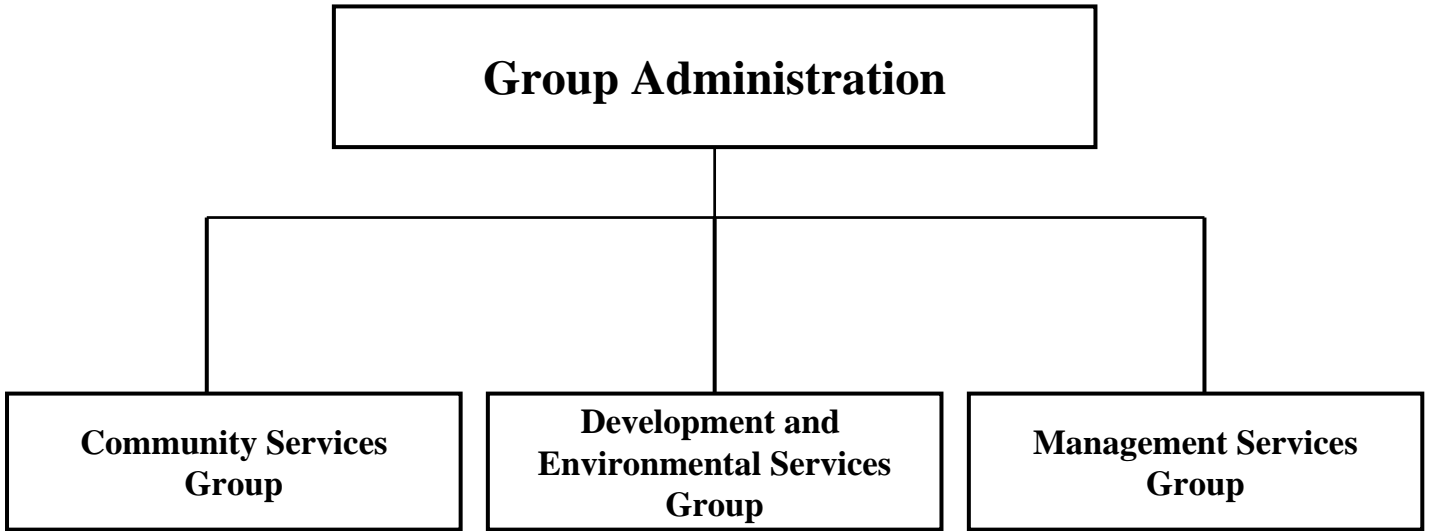 Group Administration
Community Services
Group
Development and
Environmental Services
Group
Management Services
Group